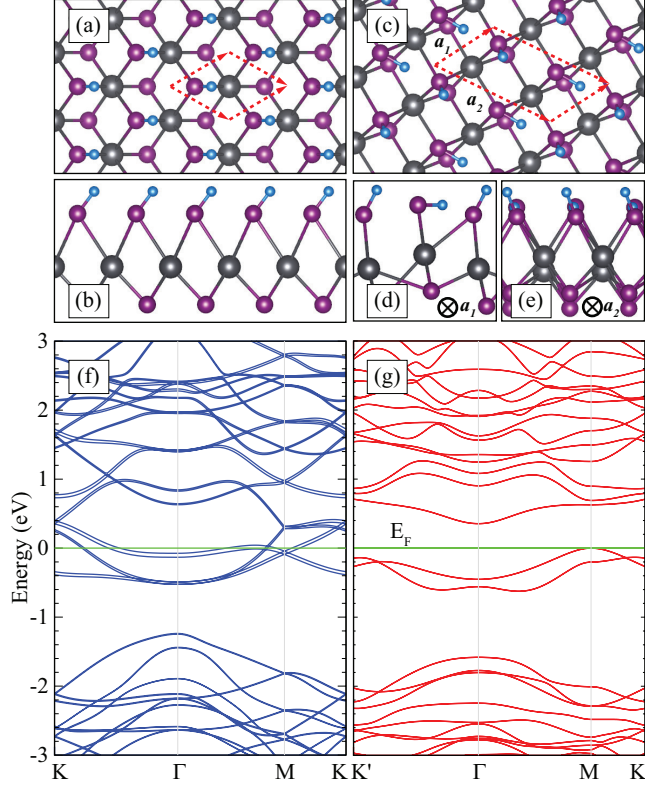 (a)
(c)
a1
a2
(b)
(d)
a1
(e)
a2
(f)
(g)
3
2
1
0
-1
-2
-3
Energy (eV)
EF
K
Γ
M
K
K'
Γ
M
K